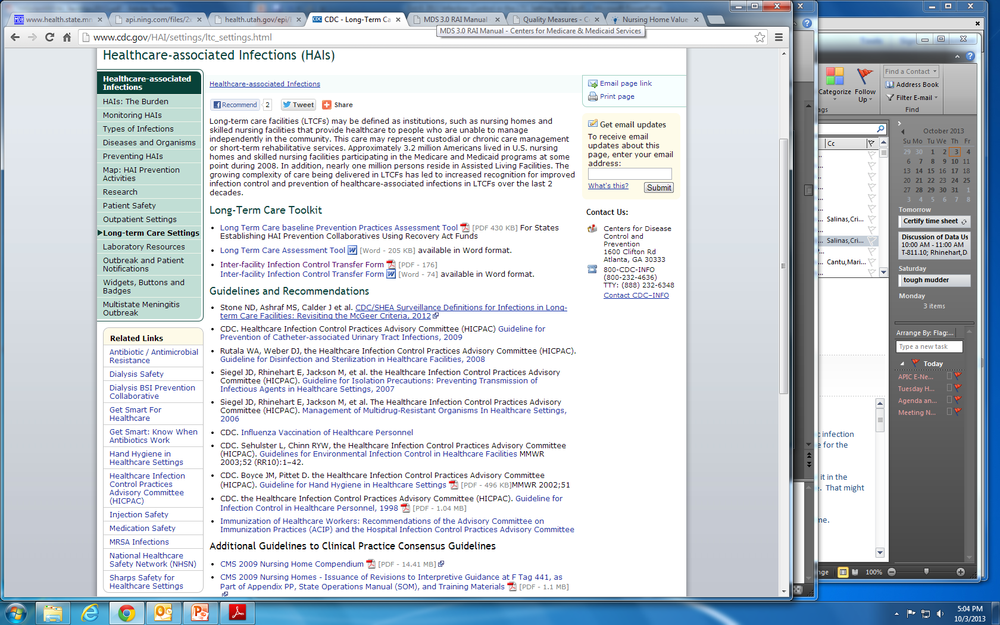 www.health.state.mn
api.ning.com/files/2x
health.utah.gov/epi/
CDC - Long-Term Ca
MDS 3.0 RAI Manual
Quality Measures - C
Nursing Home Value
MDS 3.0 RAI Manual - Centers for Medicare & Medicaid Services
www.cdc.gov/HAI/settings/ltc_settings.html
Healthcare-associated Infections (HAIs)
Healthcare-associated
Infections
HAIs: The Burden
Monitoring HAIs
Types of Infections
Diseases and Organisms
Preventing HAIs
Map: HAI Prevention
Activities
Research
Patient Safety
Outpatient Settings
Long-term Care Settings
Laboratory Resources
Outbreak and Patient
Notifications
Widgets, Buttons and
Badges
Multistate Meningitis
Outbreak
Related Links
Antibiotic / Antimicrobial
Resistance
Dialysis Safety
Dialysis BSI Prevention
Collaborative
Get Smart For
Healthcare
Get Smart: Know When
Antibiotics Work
Hand Hygiene in
Healthcare Settings
Healthcare Infection
Control Practices
Advisory Committee
(HICPAC)
Injection Safety
Medication Safety
MRSA Infections
National Healthcare
Safety Network (NHSN)
Sharps Safety for
Healthcare Settings
Healthcare-associated Infections
Recommend 2 Tweet Share
Long-term care facilities (LTCFs) may be defined as institutions, such as nursing homes and
skilled nursing facilities that provide healthcare to people who are unable to manage
independently in the community. This care may represent custodial or chronic care management
or short-term rehabilitative services. Approximately 3.2 million Americans lived in U.S. nursing
homes and skilled nursing facilities participating in the Medicare and Medicaid programs at some
point during 2008. In addition, nearly one million persons reside in Assisted Living Facilities. The
growing complexity of care being delivered in LTCFs has led to increased recognition for improved
infection control and prevention of healthcare-associated infections in LTCFs over the last 2
decades.
Long-Term Care Toolkit
• Long Term Care baseline Prevention Practices Assessment Tool [PDF 430 KB] For States
Establishing HAI Prevention Collaboratives Using Recovery Act Funds
• Long Term Care Assessment Tool [Word - 205 KB] available in Word format.
• Inter-facility Infection Control Transfer Form [PDF - 176]
Inter-facility Infection Control Transfer Form [Word - 74] available in Word format.
Guidelines and Recommendations
• Stone ND, Ashraf MS, Calder J et al. CDC/SHEA Surveillance Definitions for Infections in Long-
term Care Facilities: Revisiting the McGeer Criteria, 2012
• CDC. Healthcare Infection Control Practices Advisory Committee (HICPAC) Guideline for
Prevention of Catheter-associated Urinary Tract Infections, 2009
• Rutala WA, Weber DJ, the Healthcare Infection Control Practices Advisory Committee (HICPAC).
Guideline for Disinfection and Sterilization in Healthcare Facilities, 2008
• Siegel JD, Rhinehart E, Jackson M, et al. the Healthcare Infection Control Practices Advisory
Committee (HICPAC). Guideline for Isolation Precautions: Preventing Transmission of
Infectious Agents in Healthcare Settings, 2007
• Siegel JD, Rhinehart E, Jackson M, et al. The Healthcare Infection Control Practices Advisory
Committee (HICPAC). Management of Multidrug-Resistant Organisms In Healthcare Settings,
2006
• CDC. Influenza Vaccination of Healthcare Personnel
• CDC. Sehulster L, Chinn RYW, the Healthcare Infection Control Practices Advisory Committee
(HICPAC). Guidelines for Environmental Infection Control in Healthcare Facilities MMWR
2003;52 (RR10):1–42.
• CDC. Boyce JM, Pittet D. the Healthcare Infection Control Practices Advisory Committee
(HICPAC). Guideline for Hand Hygiene in Healthcare Settings [PDF - 496 KB]MMWR 2002;51
• CDC. the Healthcare Infection Control Practices Advisory Committee (HICPAC). Guideline for
Infection Control in Healthcare Personnel, 1998 [PDF - 1.04 MB]
• Immunization of Healthcare Workers: Recommendations of the Advisory Committee on
Immunization Practices (ACIP) and the Hospital Infection Control Practices Advisory Committee
Additional Guidelines to Clinical Practice Consensus Guidelines
• CMS 2009 Nursing Home Compendium [PDF - 14.41 MB]
• CMS 2009 Nursing Homes - Issuance of Revisions to Interpretive Guidance at F Tag 441, as
Part of Appendix PP, State Operations Manual (SOM), and Training Materials [PDF - 1.1 MB]
Email page link
Print page
Get email updates
To receive email
updates about this
page, enter your email
address:
What's this? Submit
Contact Us:
Centers for Disease
Control and
Prevention
1600 Clifton Rd
Atlanta, GA 30333
800-CDC-INFO
(800-232-4636)
TTY: (888) 232-6348
Contact CDC–INFO
Categorize
Follow
Up
ags
Find a Contact
Address Book
Filter E-mail
Find
Cc
Salinas,Cri...
Salinas,Cri...
Cantu,Mari...
October 2013
Su Mo Tu We Th Fr
29 30 1 2 3 4
6 7 8 9 10 11
13 14 15 16 17 18
20 21 22 23 24 25
27 28 29 30 31 1
3 4 5 6 7 8
Tomorrow
Certify time sheet
Discussion of Data Us
10:00 AM - 11:00 AM
T-811.10; Rhinehart,D
Saturday
tough mudder
Monday
3 items
Arrange By: Flag:...
Type a new task
Today
APIC E-Ne...
Tuesday H...
Agenda an...
Meeting N...
c infection
e for the
it in the
e. That might
me.
nge 100%
5:04 PM
10/3/2013